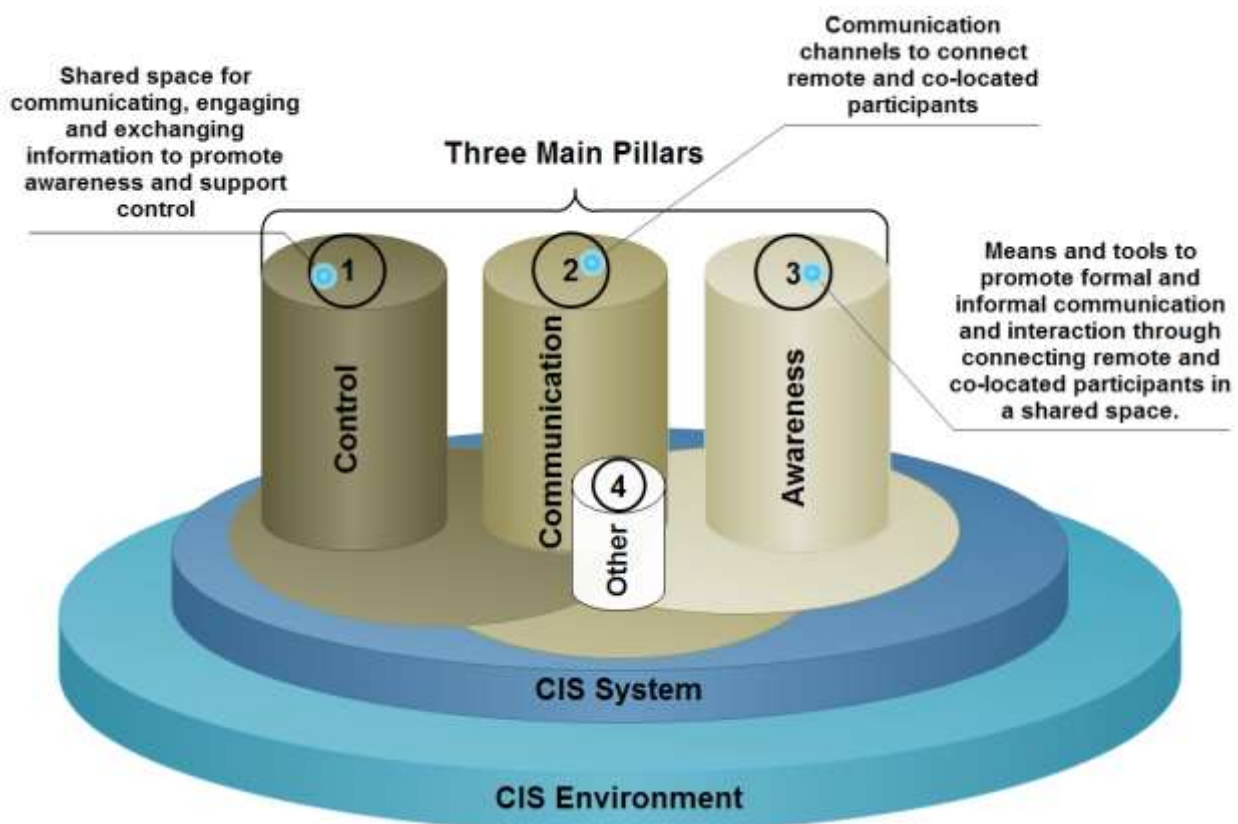 Communication
channels to connect
remote and co-located
participants
Shared space for
communicating, engaging
and exchanging
information to promote
awareness and support
control
Three Main Pillars
Means and tools to
promote formal and
informal communication
and interaction through
connecting remote and
co-located participants in
a shared space.
1
2
3
Control
Communication
Awareness
4
Other
CIS System
CIS Environment